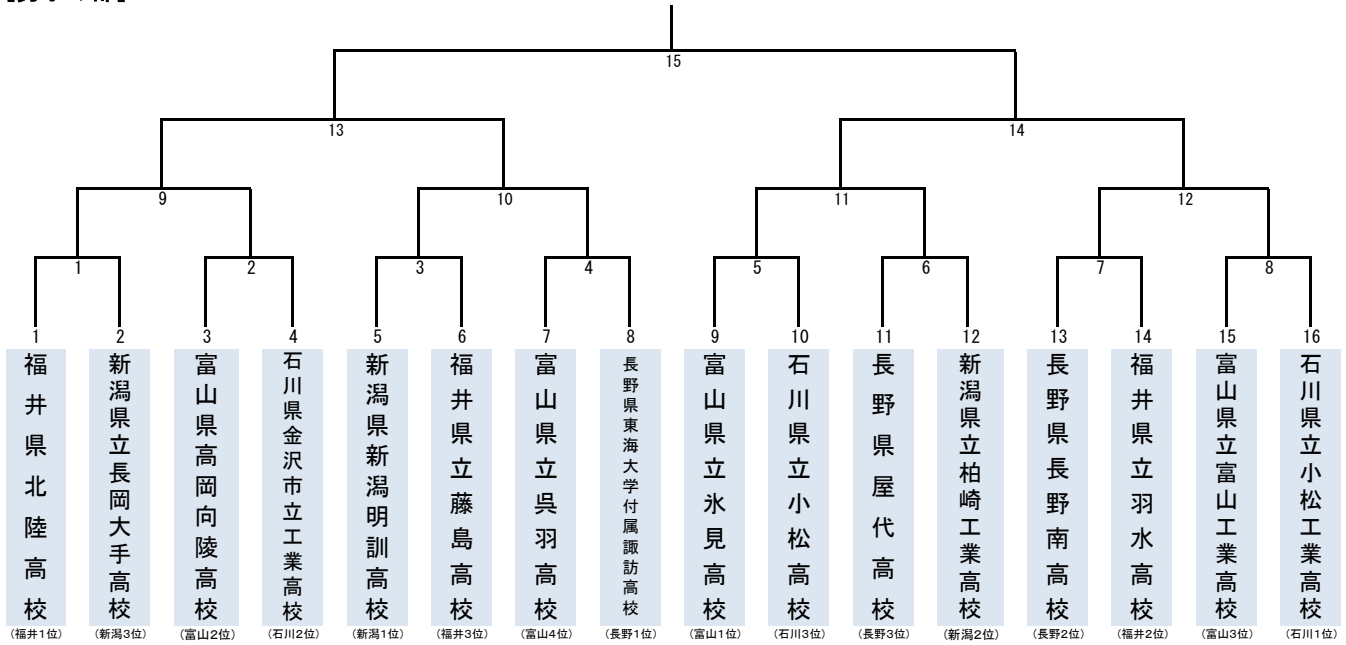 15
13
14
9
10
11
12
1
2
3
4
5
6
7
8
1
2
3
4
5
6
7
8
9
10
11
12
13
14
15
16
福井県北陸高校
新潟県立長岡大手高校
富山県高岡向陵高校
石川県金沢市立工業高校
新潟県新潟明訓高校
福井県立藤島高校
富山県立呉羽高校
長野県東海大学付属諏訪高校
富山県立氷見高校
石川県立小松高校
長野県屋代高校
新潟県立柏崎工業高校
長野県長野南高校
福井県立羽水高校
富山県立富山工業高校
石川県立小松工業高校
(福井1位)
(新潟3位)
(富山2位)
(石川2位)
(新潟1位)
(福井3位)
(富山4位)
(長野1位)
(富山1位)
(石川3位)
(長野3位)
(新潟2位)
(長野2位)
(福井2位)
(富山3位)
(石川1位)